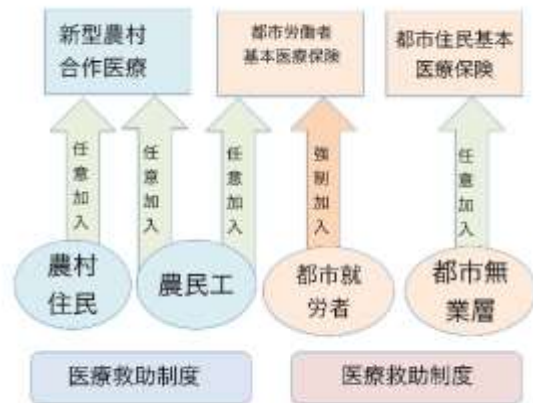 新型農村
合作医療
都市労働者
基本医療保険
都市住民基本
医療保険
任意加入
任意加入
任意加入
強制加入
任意加入
農村
住民
農民工
都市就
労者
都市無
業層
医療救助制度
医療救助制度